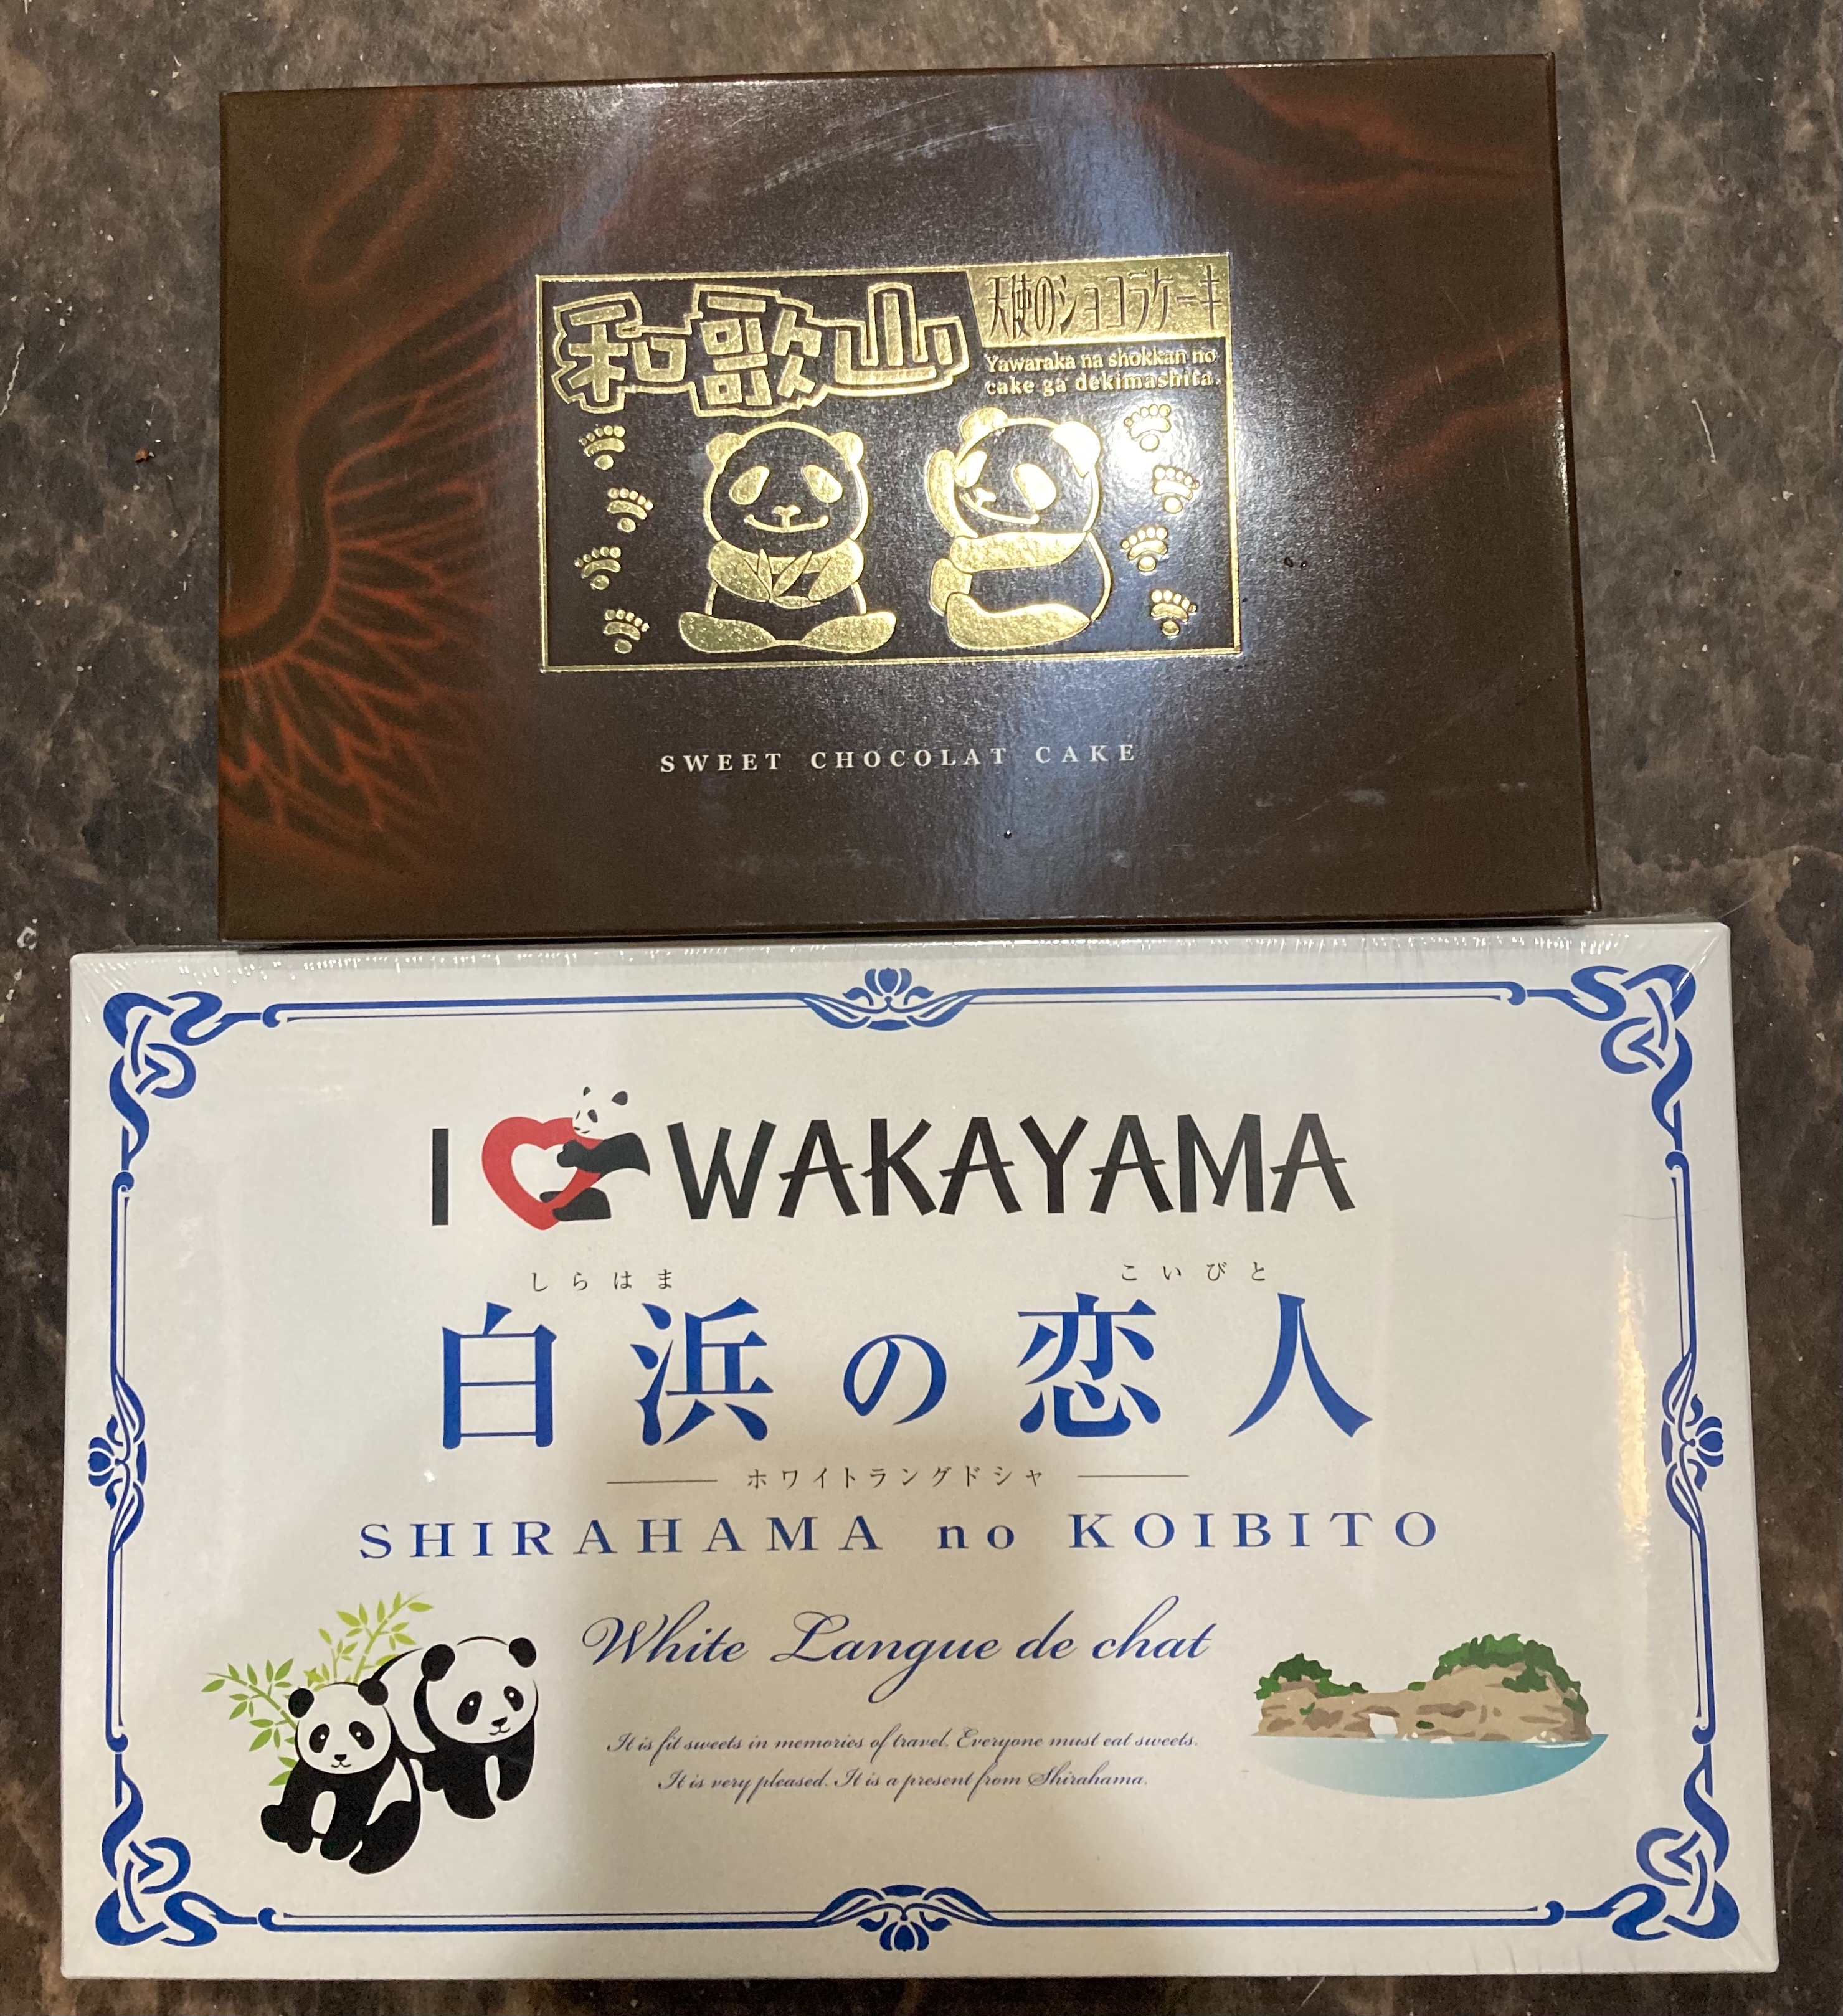 和歌山
天使のショコラケーキ
Yawaraka na shokkan no
cake ga dekimashita.
SWEET CHOCOLAT CAKE
I WAKAYAMA
しらはま こいびと
白浜の恋人
ホワイトラングドシャ
SHIRAHAMA no KOIBITO
White Langue de chat
It is fit sweets in memories of travel. Everyone must eat sweets.
It is very pleased. It is a present from Shirahama.